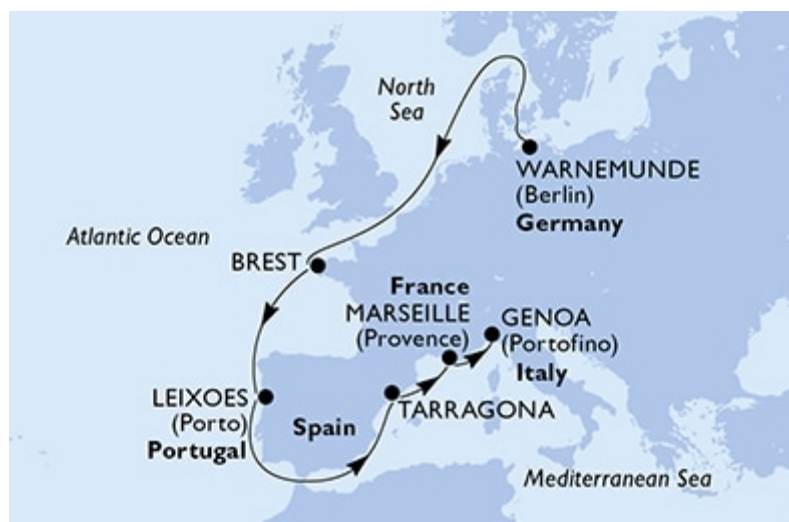 North
Sea
WARNEMUNDE
(Berlin)
Germany
Atlantic Ocean
BREST
France
MARSEILLE
(Provence)
GENOA
(Portofino)
Italy
LEIXOES
(Porto)
Portugal
Spain
TARRAGONA
Mediterranean Sea